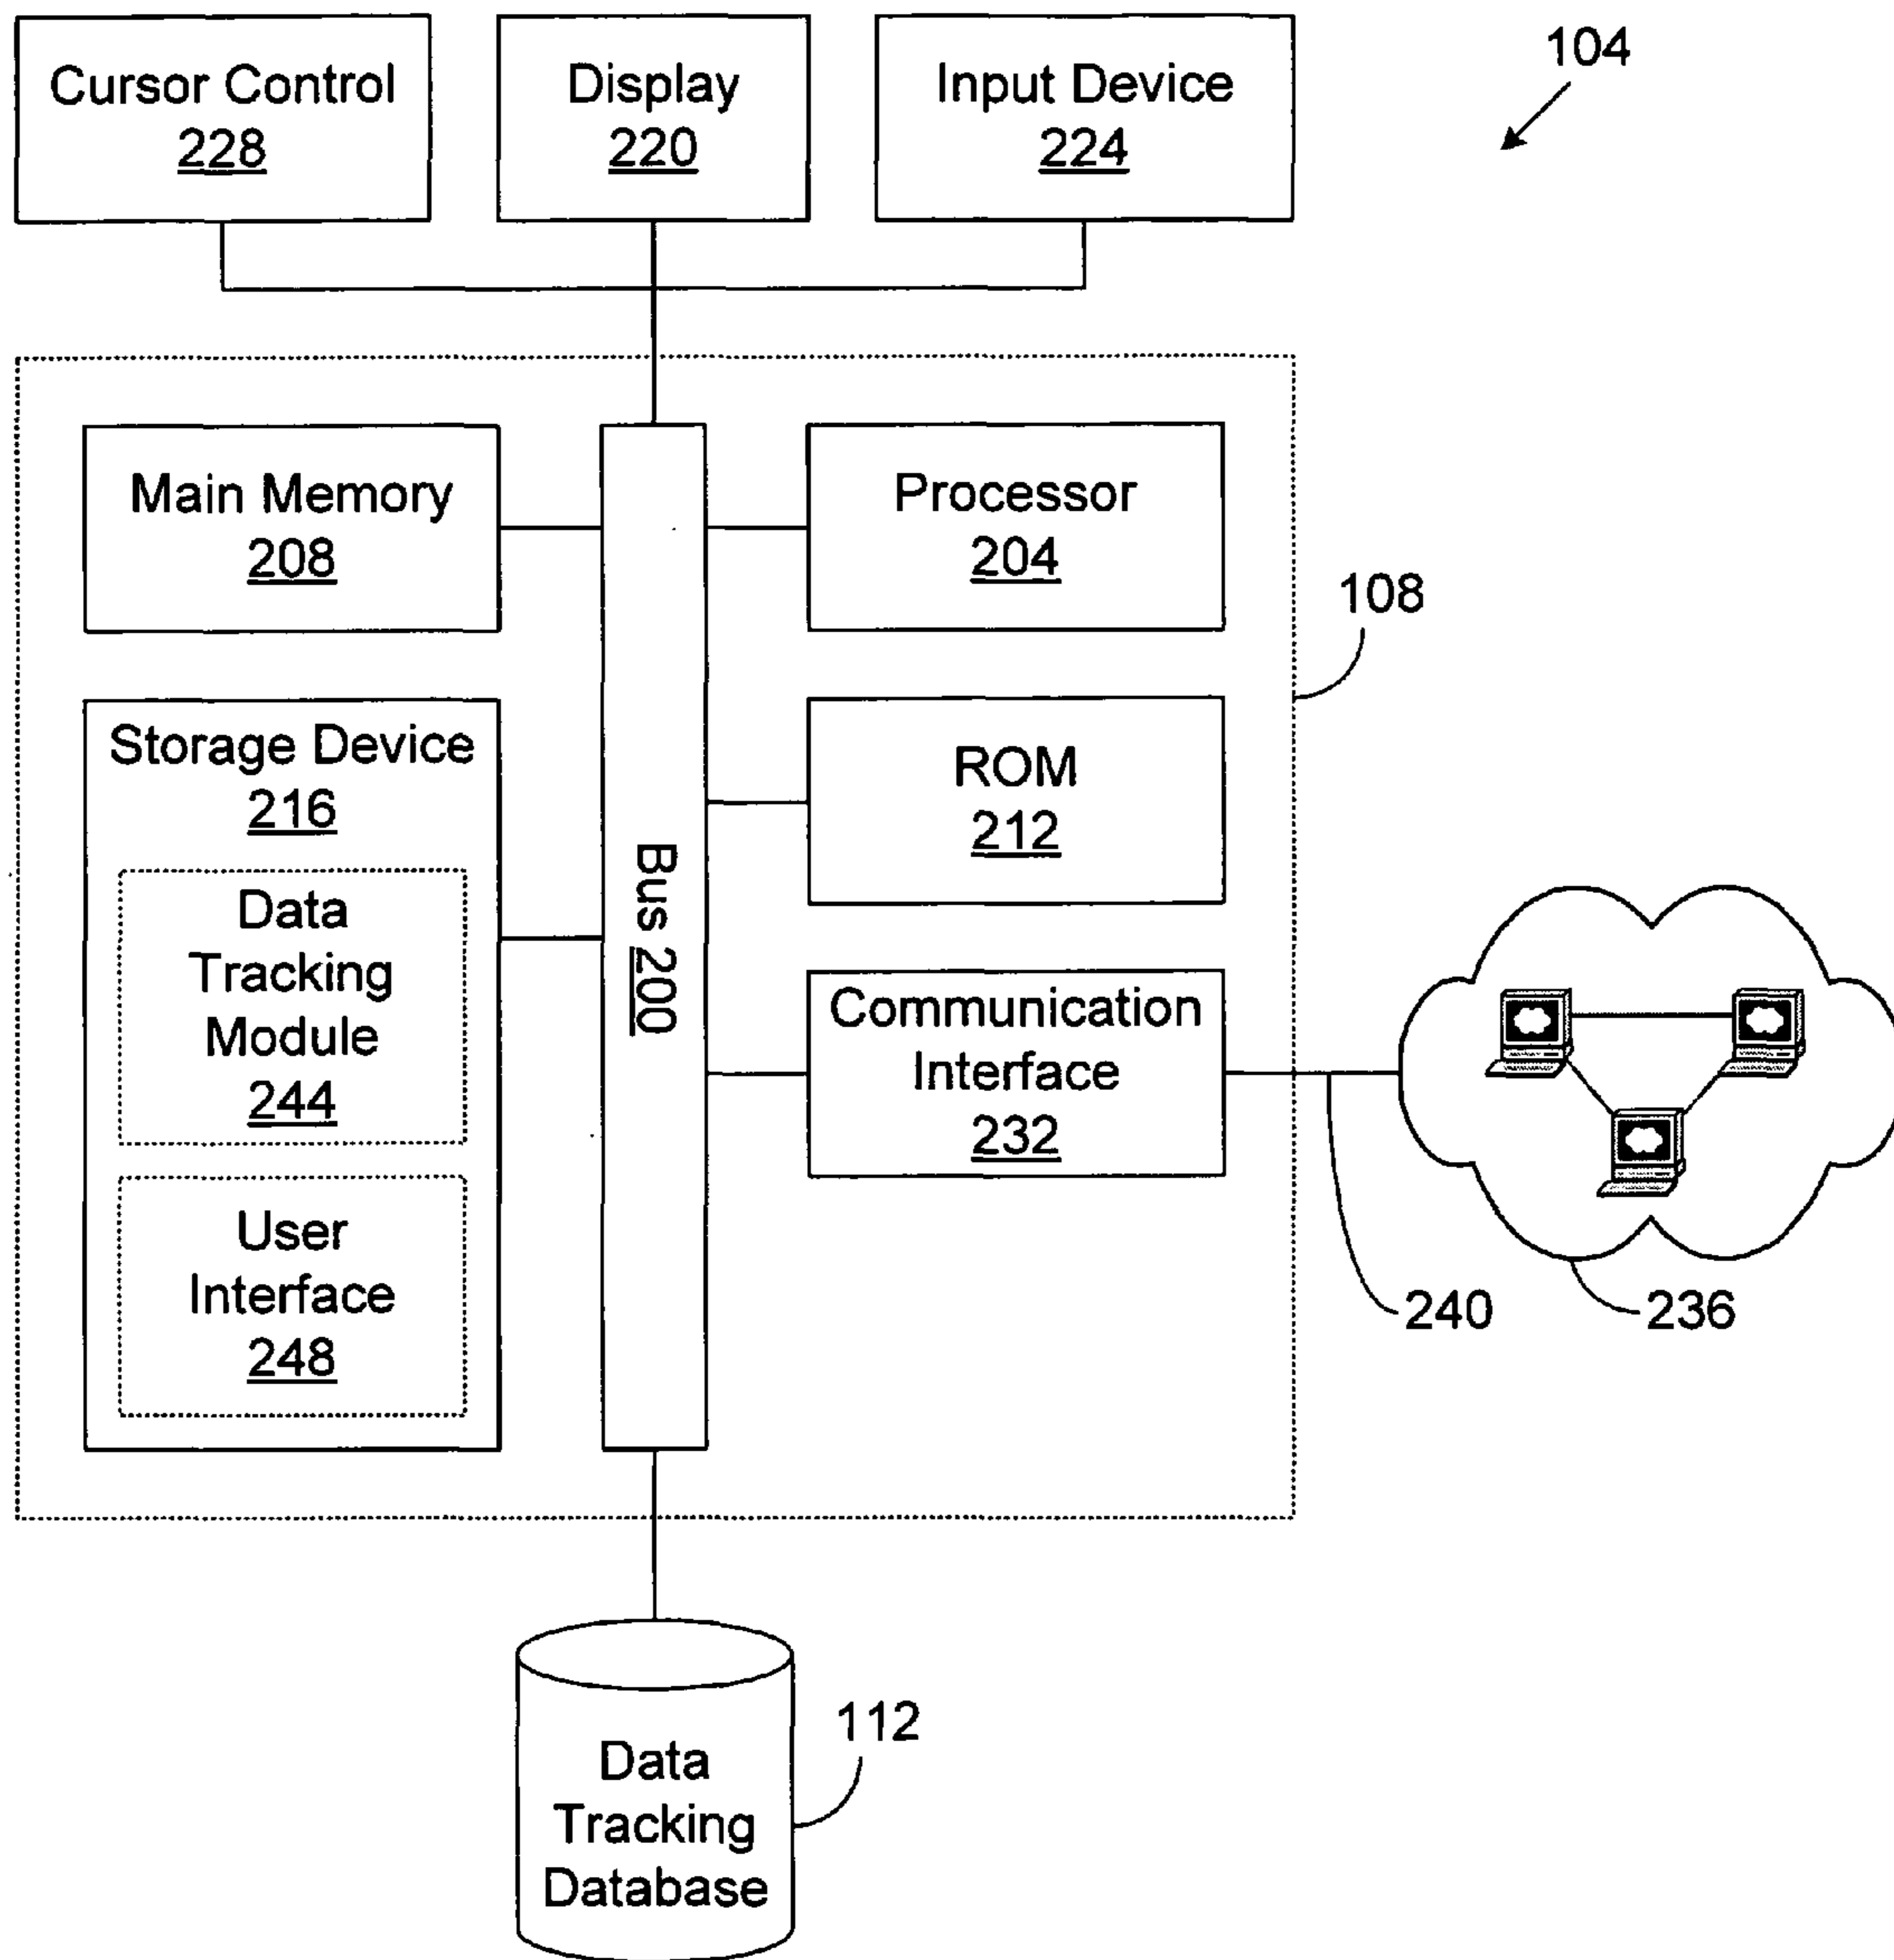 Cursor Control
228
Display
220
Input Device
224
104
Main Memory
208
Processor
204
108
Storage Device
216
ROM
212
Bus 200
Data
Tracking
Module
244
Communication
Interface
232
User
Interface
248
240
236
112
Data
Tracking
Database